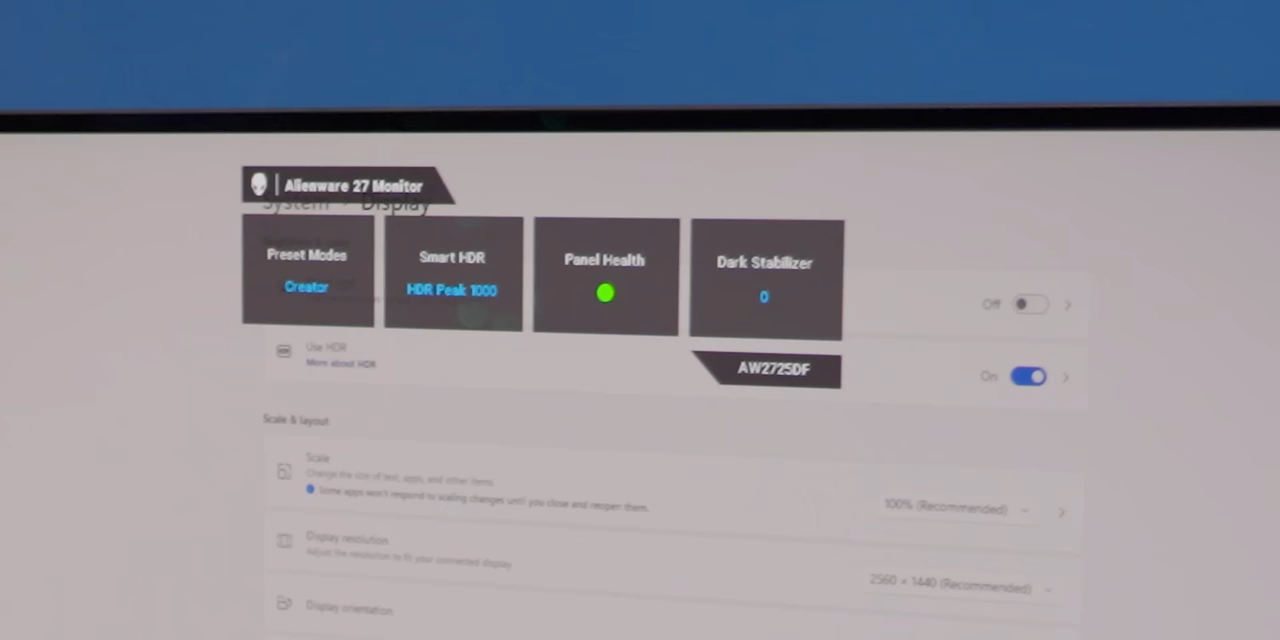 Alienware 27 Monitor
System Display
Preset Modes
Creator
Smart HDR
HDR Peak 1000
Panel Health
Dark Stabilizer
0
Off
Use HDR
More about HDR
On
AW2725DF
Scale & layout
Scale
Change the size of text, apps, and other items
Some apps won't respond to scaling changes until you close and reopen them.
100% (Recommended)
Display resolution
Adjust the resolution to fit your connected display
2560 × 1440 (Recommended)
Display orientation